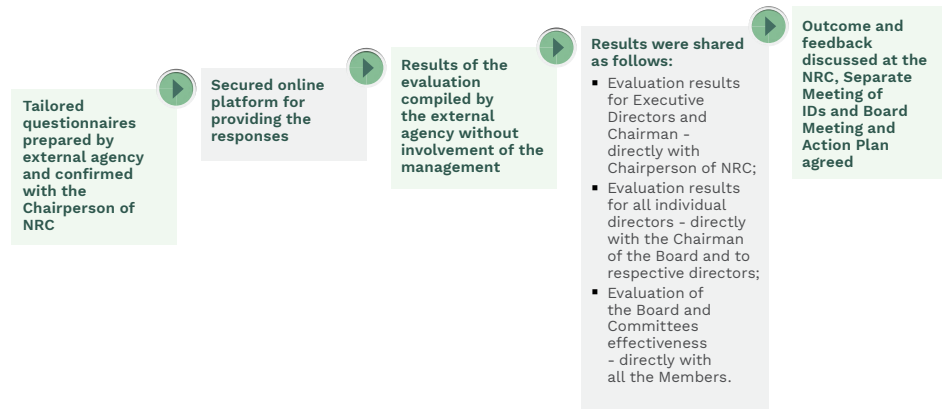 Tailored
questionnaires
prepared by
external agency
and confirmed
with the
Chairperson of
NRC
Secured online
platform for
providing the
responses
Results of the
evaluation
compiled by
the external
agency without
involvement of the
management
Results were shared
as follows:
▪ Evaluation results
for Executive
Directors and
Chairman -
directly with
Chairperson of NRC;
▪ Evaluation results
for all individual
directors - directly
with the Chairman
of the Board and to
respective directors;
▪ Evaluation of
the Board and
Committees
effectiveness
- directly with
all the Members.
Outcome and
feedback
discussed at the
NRC, Separate
Meeting of
IDs and Board
Meeting and
Action Plan
agreed